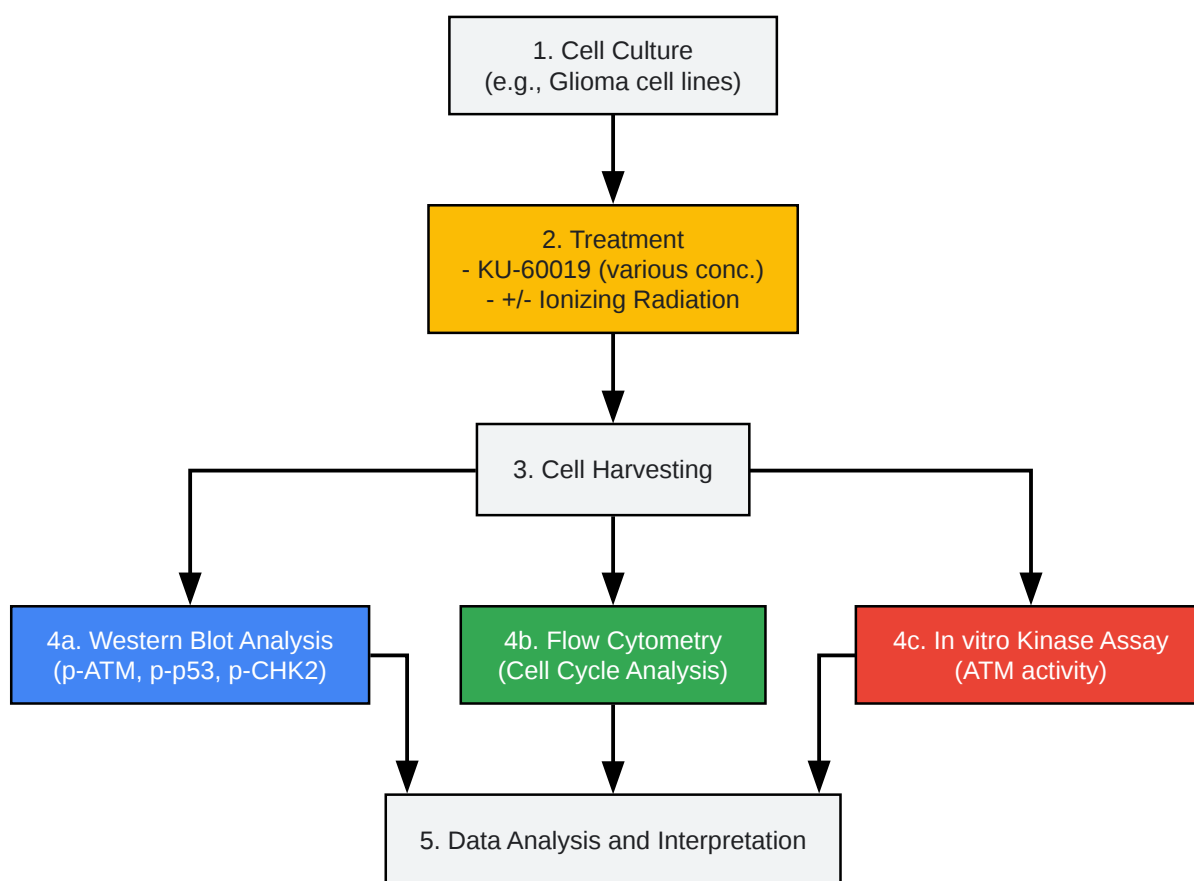 1. Cell Culture
(e.g., Glioma cell lines)
2. Treatment
- KU-60019 (various conc.)
- +/- Ionizing Radiation
3. Cell Harvesting
4a. Western Blot Analysis
(p-ATM, p-p53, p-CHK2)
4b. Flow Cytometry
(Cell Cycle Analysis)
4c. In vitro Kinase Assay
(ATM activity)
5. Data Analysis and Interpretation